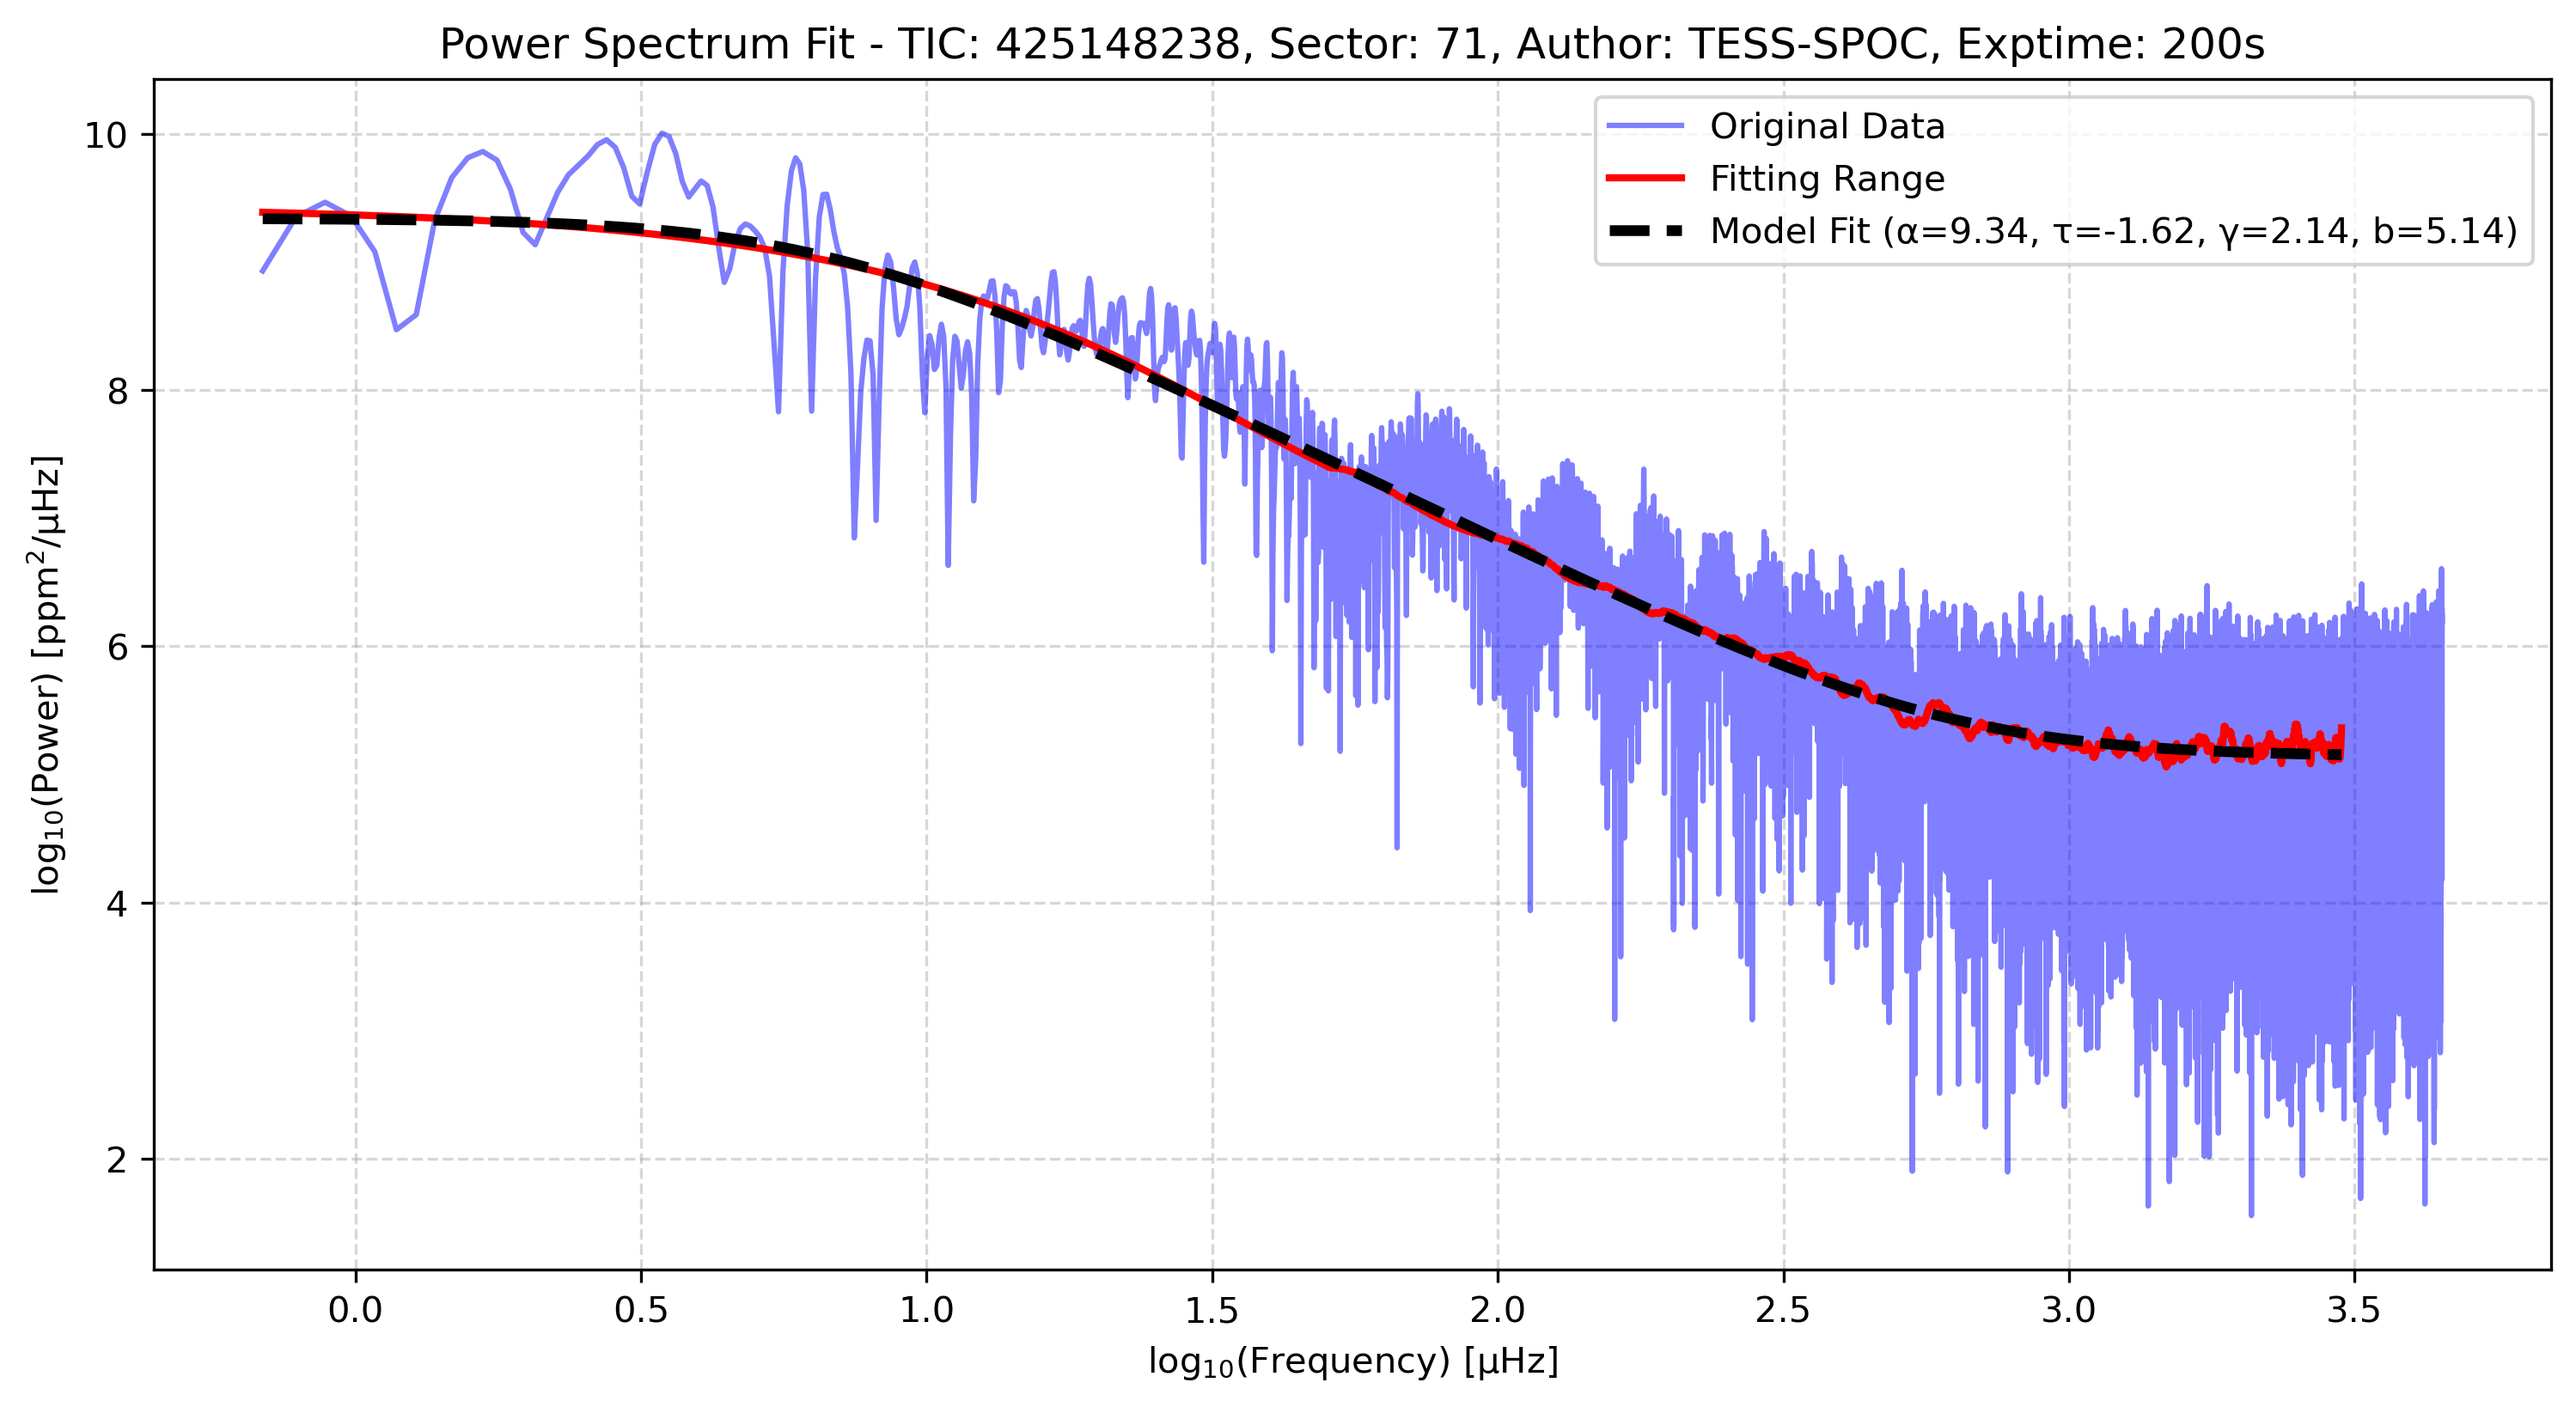 Power Spectrum Fit - TIC: 425148238, Sector: 71, Author: TESS-SPOC, Exptime: 200s
Original Data
Fitting Range
Model Fit (α=9.34, τ=-1.62, γ=2.14, b=5.14)
log₁₀(Power) [ppm²/μHz]
10
8
6
4
2
0.0 0.5 1.0 1.5 2.0 2.5 3.0 3.5
log₁₀(Frequency) [μHz]